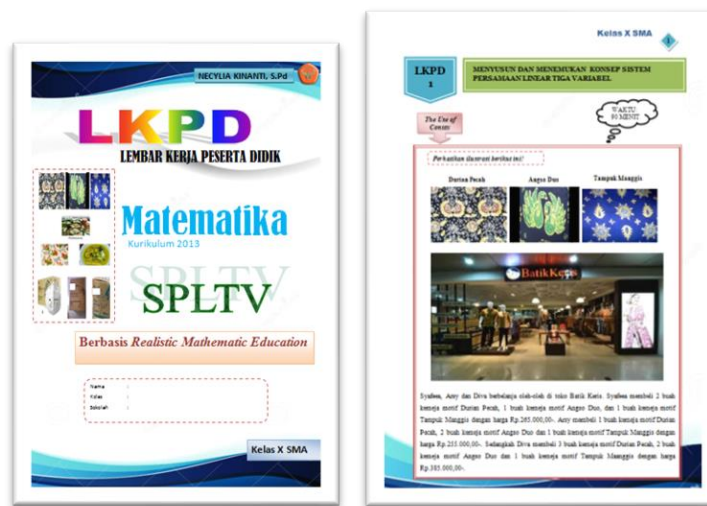 NECYLIA KINANTI, S.Pd
LKPD
LEMBAR KERJA PESERTA DIDIK
Matematika
Kurikulum 2013
SPLTV
Berbasis Realistic Mathematic Education
Nama :
Kelas :
Sekolah :
Kelas X SMA
Kelas X SMA
1
LKPD
1
MENYUSUN DAN MENEMUKAN KONSEP SISTEM
PERSAMAAN LINEAR TIGA VARIABEL
WAKTU
90 MENIT
The Use of
Contex
Perhatikan ilustrasi berikut ini!
Durian Pecah
Angso Duo
Tampuk Manggis
Batik Keris
Syafeea, Amy dan Diva berbelanja oleh-oleh di toko Batik Keris. Syafeea membeli 2 buah
kemeja motif Durian Pecah, 1 buah kemeja motif Angso Duo, dan 1 buah kemeja motif
Tampuk Manggis dengan harga Rp.265.000,00-. Amy membeli 1 buah kemeja motif Durian
Pecah, 2 buah kemeja motif Angso Duo dan 1 buah kemeja motif Tampuk Manggis dengan
harga Rp.255.000,00-. Sedangkan Diva membeli 3 buah kemeja motif Durian Pecah, 2 buah
kemeja motif Angso Duo dan 1 buah kemeja motif Tampuk Maanggis dengan harga
Rp.385.000,00-.